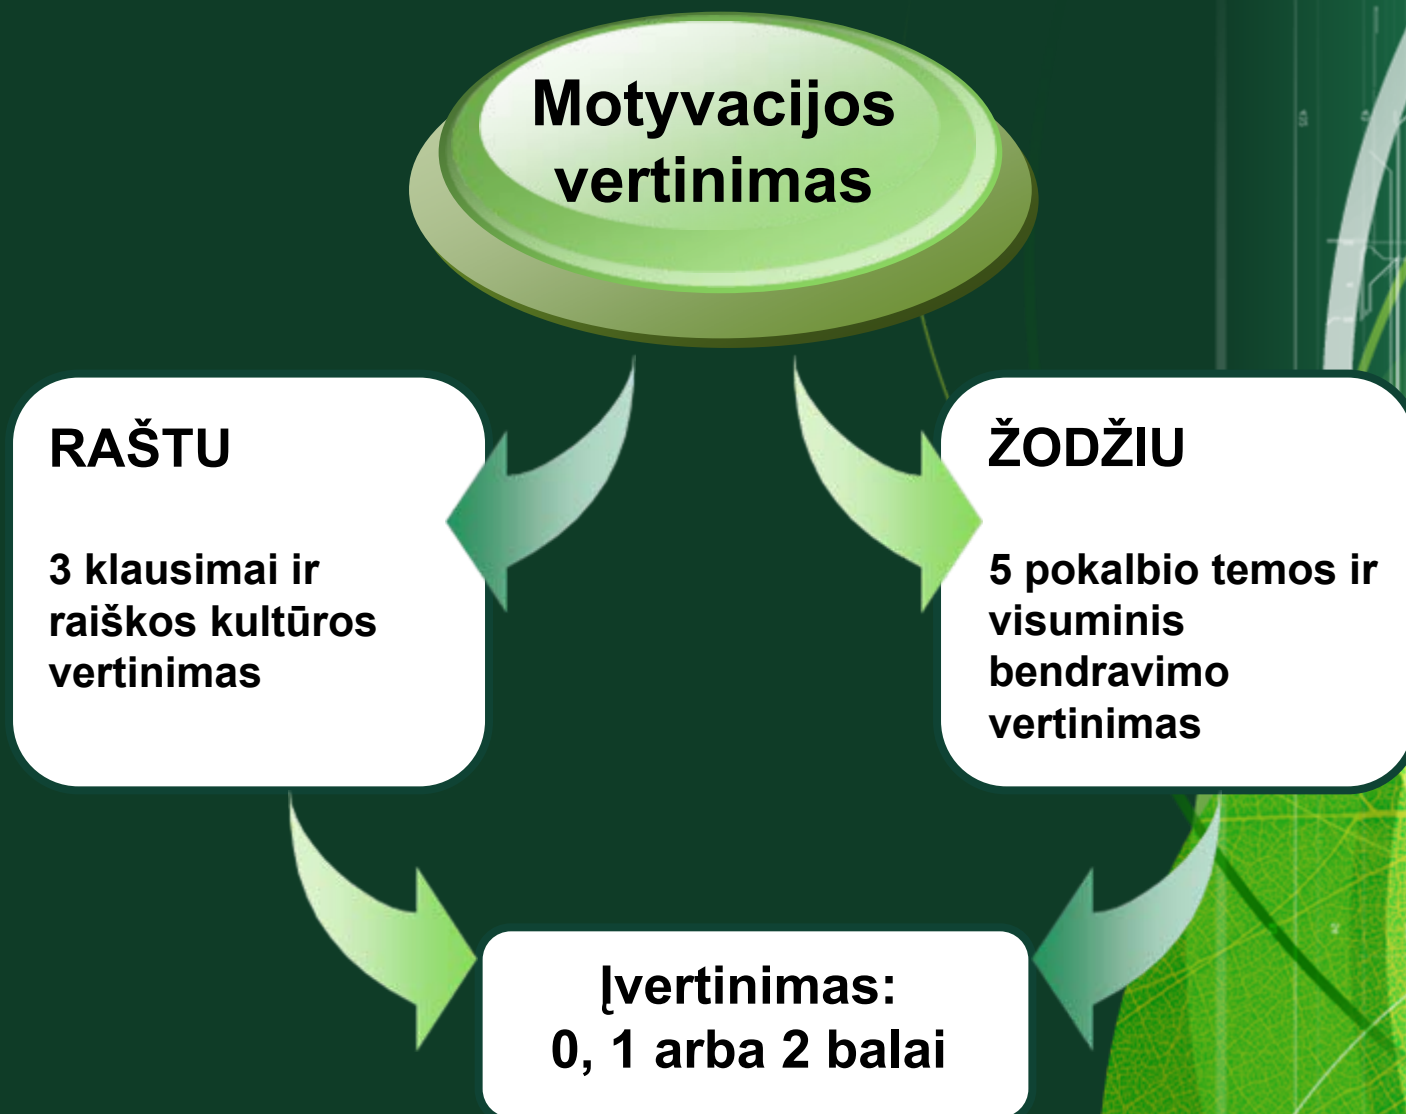 Motyvacijos
vertinimas
RAŠTU
3 klausimai ir
raiškos kultūros
vertinimas
ŽODŽIU
5 pokalbio temos ir
visuminis
bendravimo
vertinimas
Įvertinimas:
0, 1 arba 2 balai